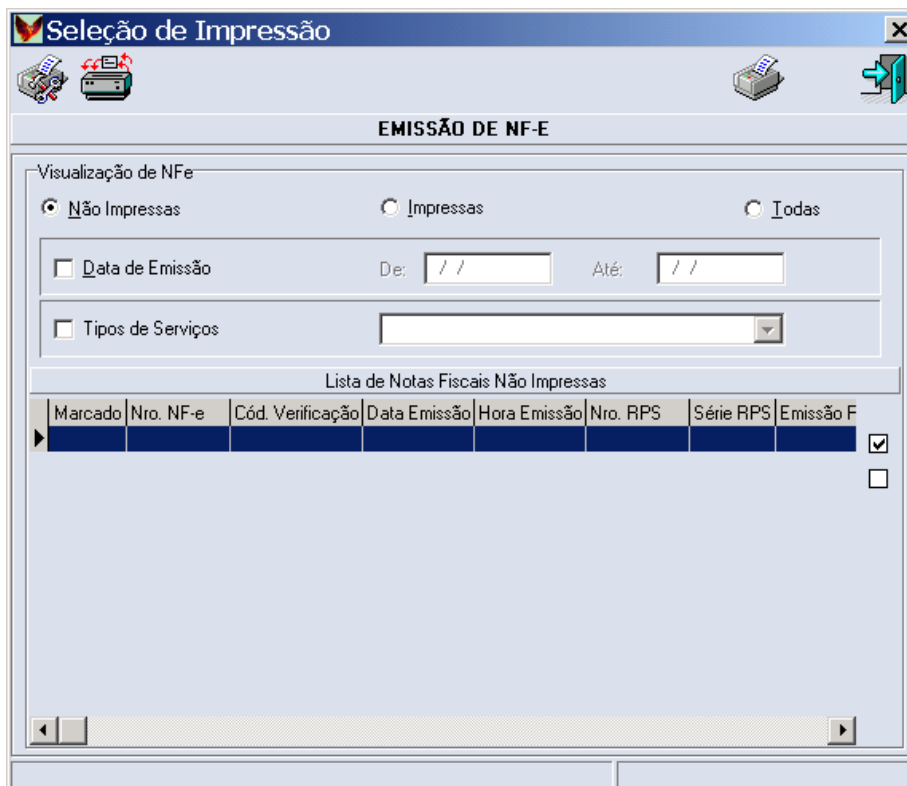 Seleção de Impressão
EMISSÃO DE NF-E
Visualização de NFe
Não Impressas Impressas Todas
Data de Emissão De: / / Até: / /
Tipos de Serviços
Lista de Notas Fiscais Não Impressas
Marcado Nro. NF-e Cód. Verificação Data Emissão Hora Emissão Nro. RPS Série RPS Emissão F